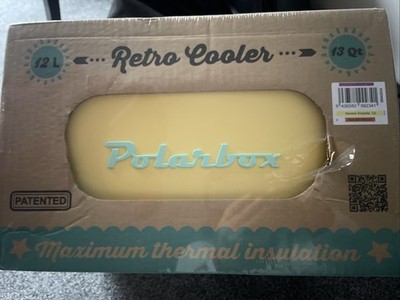 12 L
Retro Cooler
13 Qt
Polarbox
PATENTED
Maximum thermal insulation